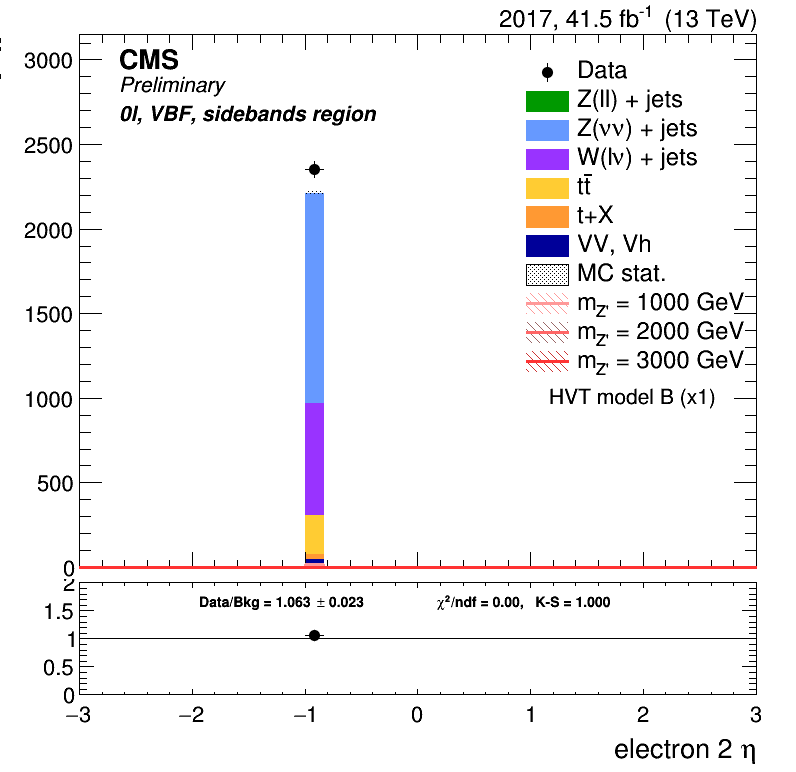 2017, 41.5 fb⁻¹ (13 TeV)
CMS
Preliminary
0l, VBF, sidebands region
Data
Z(ll) + jets
Z(νν) + jets
W(lν) + jets
tt̄
t+X
VV, Vh
MC stat.
m_Z' = 1000 GeV
m_Z' = 2000 GeV
m_Z' = 3000 GeV
HVT model B (x1)
3000
2500
2000
1500
1000
500
0
Data/Bkg = 1.063 ± 0.023 χ²/ndf = 0.00, K-S = 1.000
2
1.5
1
0.5
0
−3 −2 −1 0 1 2 3
electron 2 η